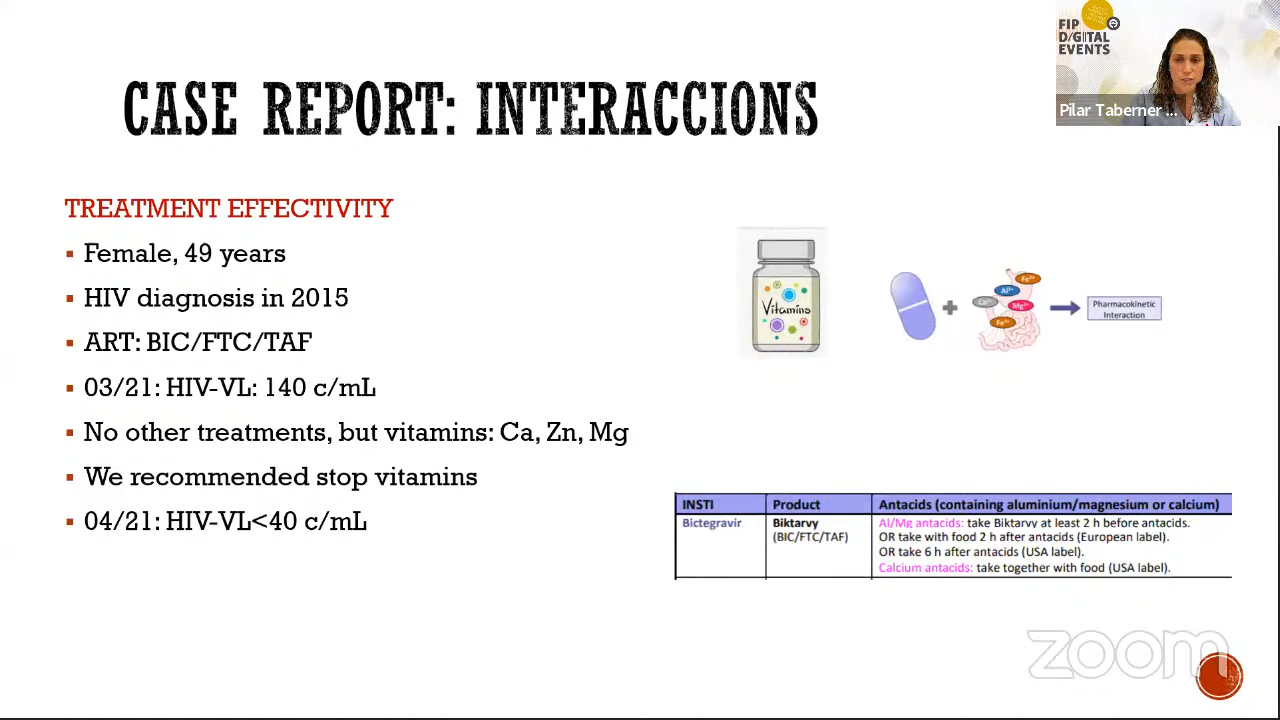 FIP
D/G/TAL
EVENTS
Pilar Taberner ...
CASE REPORT: INTERACCIONS
TREATMENT EFFECTIVITY
Female, 49 years
HIV diagnosis in 2015
ART: BIC/FTC/TAF
03/21: HIV-VL: 140 c/mL
No other treatments, but vitamins: Ca, Zn, Mg
We recommended stop vitamins
04/21: HIV-VL<40 c/mL
Vitamins
Al³⁺
Mg²⁺
Pharmacokinetic
Interaction
INSTI Product Antacids (containing aluminium/magnesium or calcium)
Bictegravir Biktarvy Al/Mg antacids: take Biktarvy at least 2 h before antacids.
(BIC/FTC/TAF) OR take with food 2 h after antacids (European label).
OR take 6 h after antacids (USA label).
Calcium antacids: take together with food (USA label).
zoom